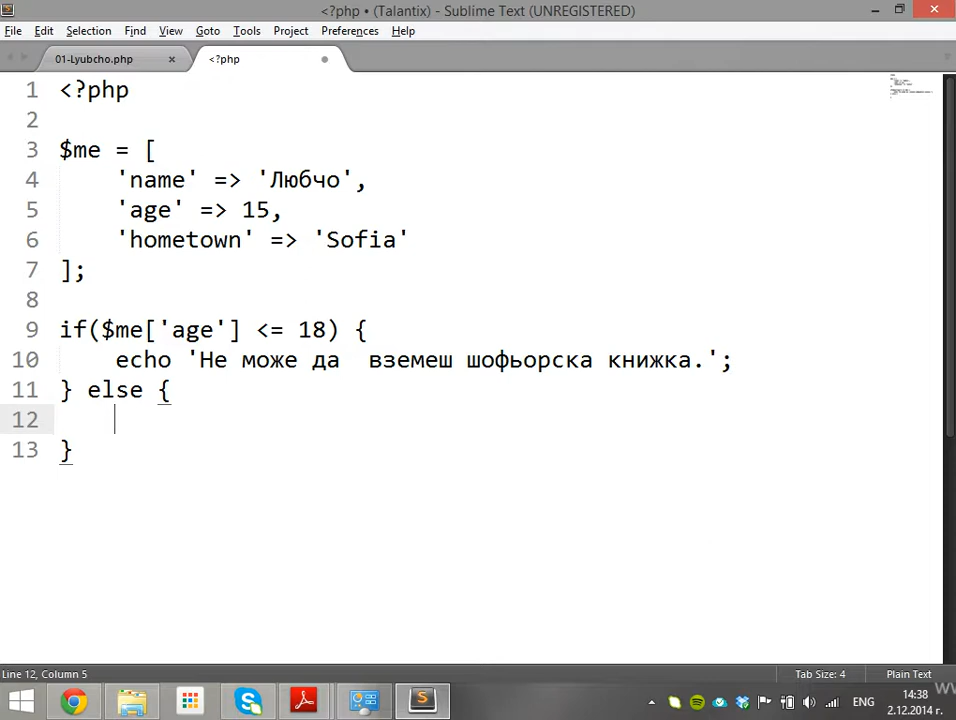 <?php • (Talantix) - Sublime Text (UNREGISTERED)
File Edit Selection Find View Goto Tools Project Preferences Help
01-Lyubcho.php × <?php
1 <?php
2
3 $me = [
4 'name' => 'Любчо',
5 'age' => 15,
6 'hometown' => 'Sofia'
7 ];
8
9 if($me['age'] <= 18) {
10 echo 'Не може да  вземеш шофьорска книжка.';
11 } else {
12
13 }
Line 12, Column 5 Tab Size: 4 Plain Text
ENG 14:38
2.12.2014 г.